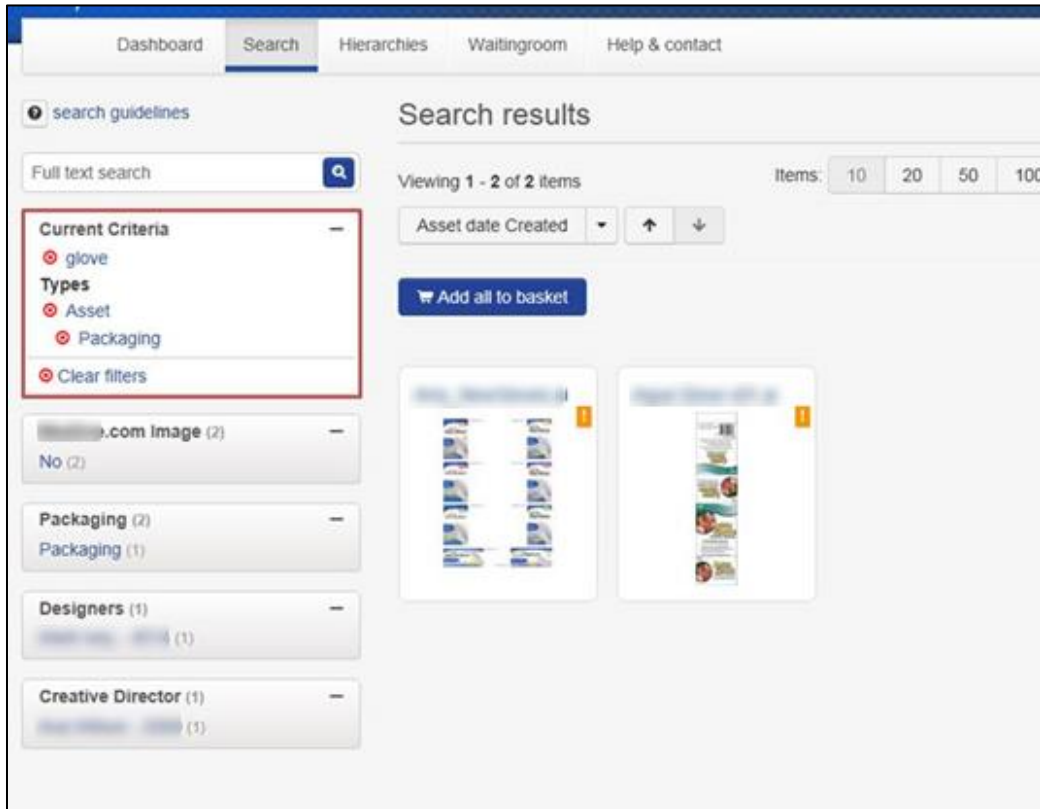 Dashboard Search Hierarchies Waitingroom Help & contact
search guidelines
Full text search
Current Criteria
glove
Types
Asset
Packaging
Clear filters
.com Image (2)
No (2)
Packaging (2)
Packaging (1)
Designers (1)
(1)
Creative Director (1)
(1)
Search results
Viewing 1 - 2 of 2 items
Items: 10 20 50 100
Asset date Created
Add all to basket